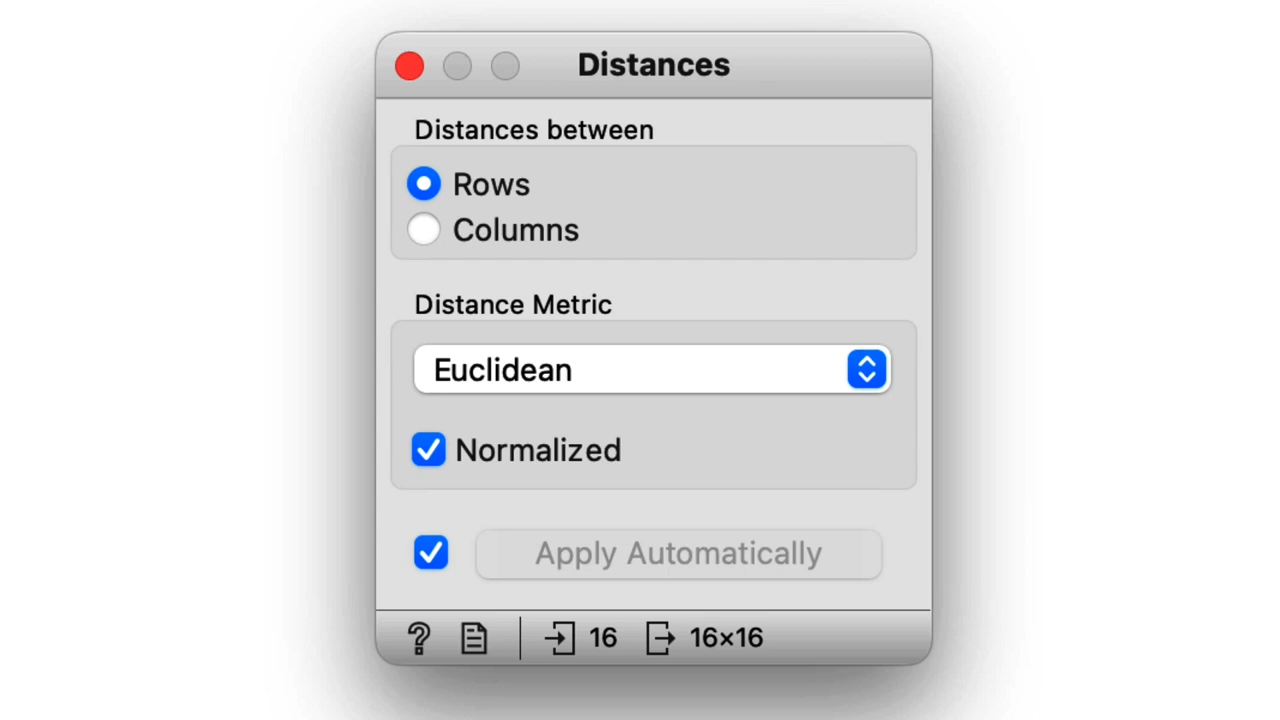 Distances
Distances between
Rows
Columns
Distance Metric
Euclidean
Normalized
Apply Automatically
? 16 16×16